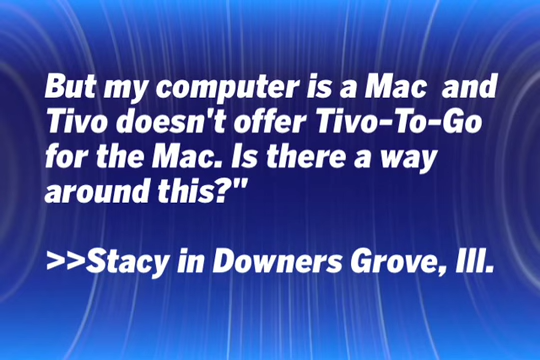 But my computer is a Mac  and
Tivo doesn't offer Tivo-To-Go
for the Mac. Is there a way
around this?"
>>Stacy in Downers Grove, Ill.